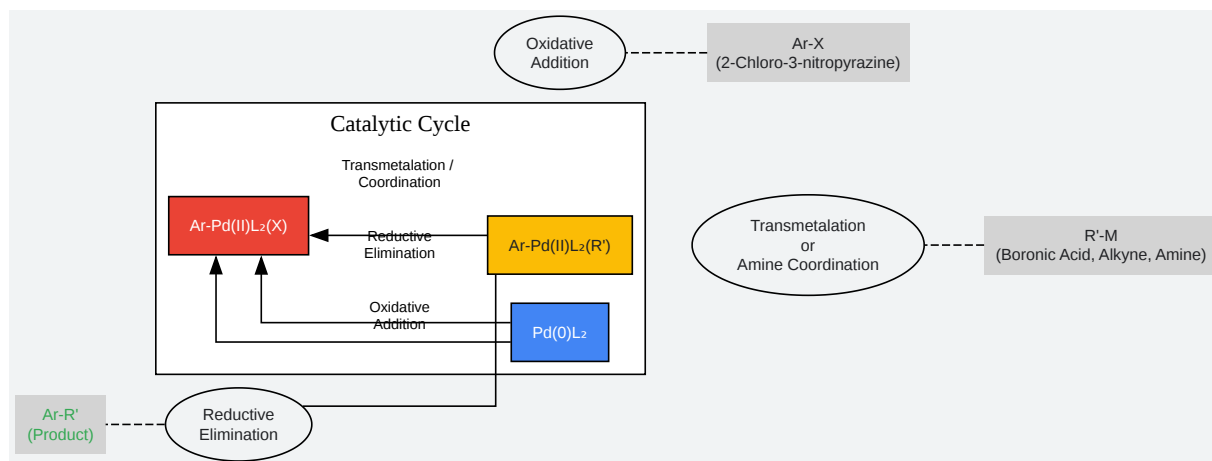 Oxidative
Addition
Ar-X
(2-Chloro-3-nitropyrazine)
Catalytic Cycle
Transmetalation /
Coordination
Ar-Pd(II)L₂(X)
Reductive
Elimination
Ar-Pd(II)L₂(R')
Transmetalation
or
Amine Coordination
R'-M
(Boronic Acid, Alkyne, Amine)
Oxidative
Addition
Pd(0)L₂
Ar-R'
(Product)
Reductive
Elimination